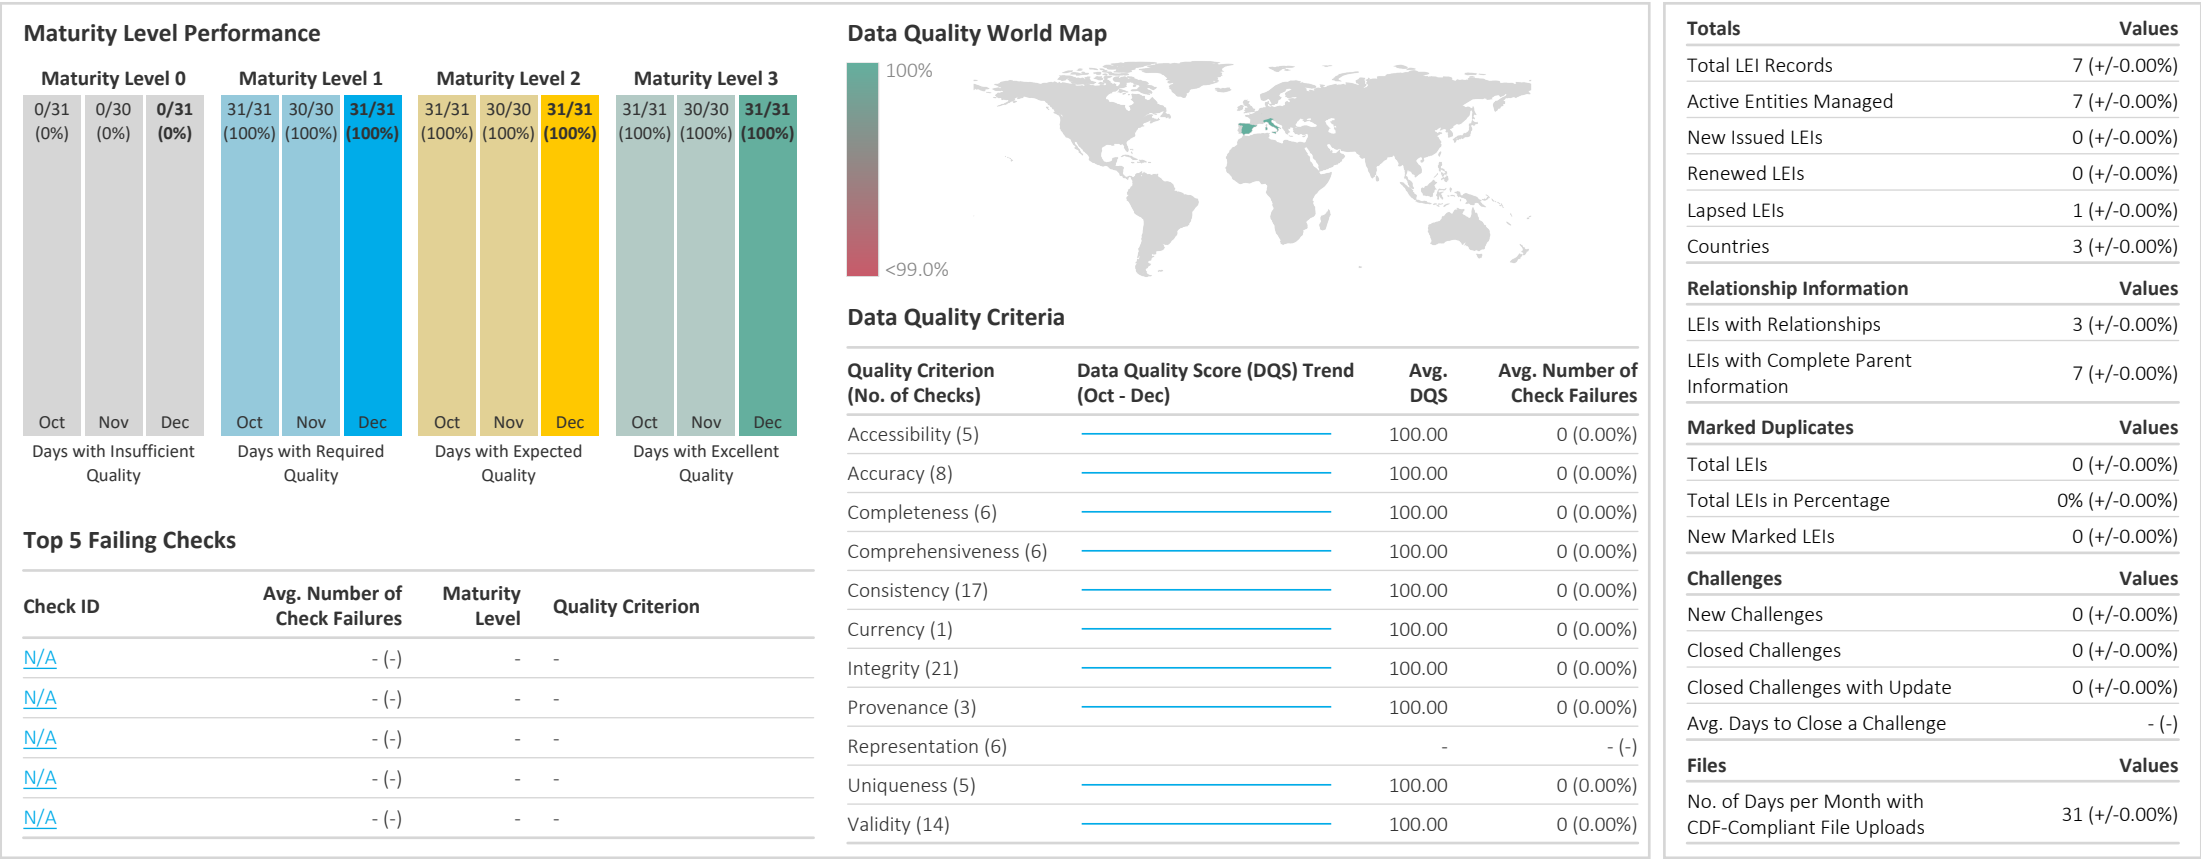 Maturity Level Performance
Maturity Level 0 Maturity Level 1 Maturity Level 2 Maturity Level 3
0/31 0/30 0/31 31/31 30/30 31/31 31/31 30/30 31/31 31/31 30/30 31/31
(0%) (0%) (0%) (100%) (100%) (100%) (100%) (100%) (100%) (100%) (100%) (100%)
Oct Nov Dec Oct Nov Dec Oct Nov Dec Oct Nov Dec
Days with Insufficient Days with Required Days with Expected Days with Excellent
Quality Quality Quality Quality
Top 5 Failing Checks
Check ID Avg. Number of Check Failures Maturity Level Quality Criterion
N/A - (-) - -
N/A - (-) - -
N/A - (-) - -
N/A - (-) - -
N/A - (-) - -
Data Quality World Map
100%
<99.0%
Data Quality Criteria
Quality Criterion Data Quality Score (DQS) Trend Avg. Avg. Number of
(No. of Checks) (Oct - Dec) DQS Check Failures
Accessibility (5) 100.00 0 (0.00%)
Accuracy (8) 100.00 0 (0.00%)
Completeness (6) 100.00 0 (0.00%)
Comprehensiveness (6) 100.00 0 (0.00%)
Consistency (17) 100.00 0 (0.00%)
Currency (1) 100.00 0 (0.00%)
Integrity (21) 100.00 0 (0.00%)
Provenance (3) 100.00 0 (0.00%)
Representation (6) - - (-)
Uniqueness (5) 100.00 0 (0.00%)
Validity (14) 100.00 0 (0.00%)
Totals Values
Total LEI Records 7 (+/-0.00%)
Active Entities Managed 7 (+/-0.00%)
New Issued LEIs 0 (+/-0.00%)
Renewed LEIs 0 (+/-0.00%)
Lapsed LEIs 1 (+/-0.00%)
Countries 3 (+/-0.00%)
Relationship Information Values
LEIs with Relationships 3 (+/-0.00%)
LEIs with Complete Parent
Information 7 (+/-0.00%)
Marked Duplicates Values
Total LEIs 0 (+/-0.00%)
Total LEIs in Percentage 0% (+/-0.00%)
New Marked LEIs 0 (+/-0.00%)
Challenges Values
New Challenges 0 (+/-0.00%)
Closed Challenges 0 (+/-0.00%)
Closed Challenges with Update 0 (+/-0.00%)
Avg. Days to Close a Challenge - (-)
Files Values
No. of Days per Month with
CDF-Compliant File Uploads 31 (+/-0.00%)